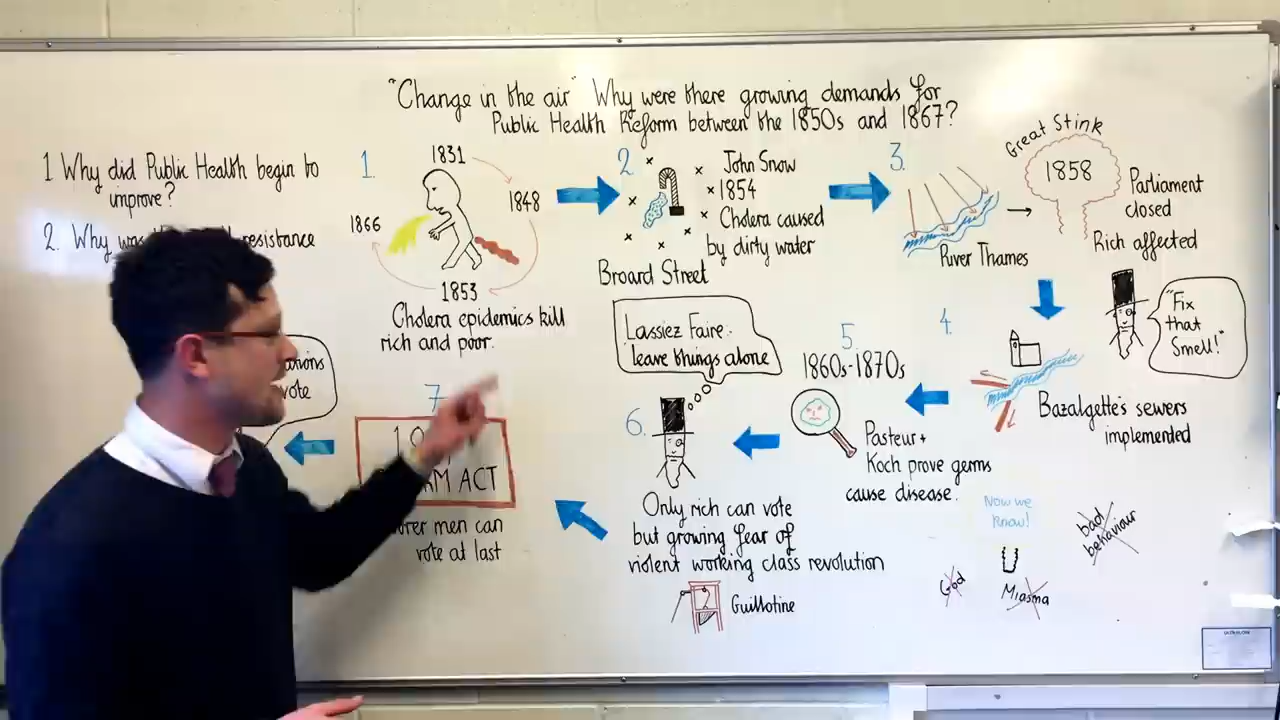 "Change in the air" Why were there growing demands for
Public Health Reform between the 1850s and 1867?
1 Why did Public Health begin to
improve?
2. Why was resistance
1.
1831
1848
1853
1866
Cholera epidemics kill
rich and poor.
2.
John Snow
1854
Cholera caused
by dirty water
Broard Street
3.
River Thames
Great Stink
1858
Parliament
closed
Rich affected
"Fix
that
Smell!"
4.
Bazalgette's sewers
implemented
5.
1860s-1870s
Pasteur +
Koch prove germs
cause disease.
Now we
know!
God
Miasma
bad
behaviour
6.
Lassiez Faire:-
leave things alone
Only rich can vote
but growing fear of
violent working class revolution
Guillotine
7
ACT
men can
vote at last
vote